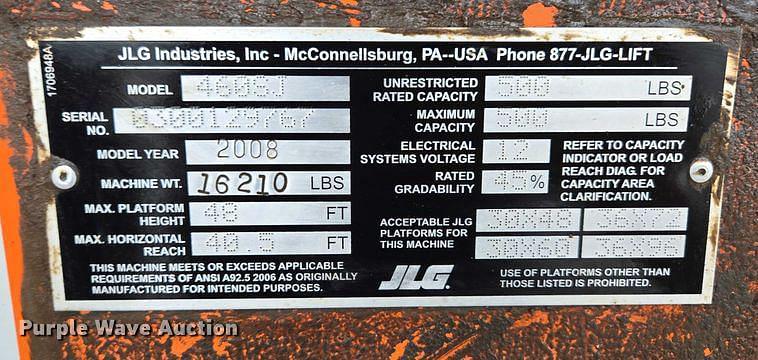 JLG Industries, Inc - McConnellsburg, PA--USA Phone 877-JLG-LIFT
1706948A
MODEL 460SJ
SERIAL NO. 0300129767
MODEL YEAR 2008
MACHINE WT. 16210 LBS
MAX. PLATFORM HEIGHT 48 FT
MAX. HORIZONTAL REACH 40.5 FT
THIS MACHINE MEETS OR EXCEEDS APPLICABLE
REQUIREMENTS OF ANSI A92.5 2006 AS ORIGINALLY
MANUFACTURED FOR INTENDED PURPOSES.
UNRESTRICTED RATED CAPACITY 500 LBS.
MAXIMUM CAPACITY 500 LBS
ELECTRICAL SYSTEMS VOLTAGE 12
RATED GRADABILITY 45%
REFER TO CAPACITY
INDICATOR OR LOAD
REACH DIAG. FOR
CAPACITY AREA
CLARIFICATION.
ACCEPTABLE JLG
PLATFORMS FOR
THIS MACHINE
30X48 36X72
30X60 36X96
JLG.
USE OF PLATFORMS OTHER THAN
THOSE LISTED IS PROHIBITED.
Purple Wave Auction